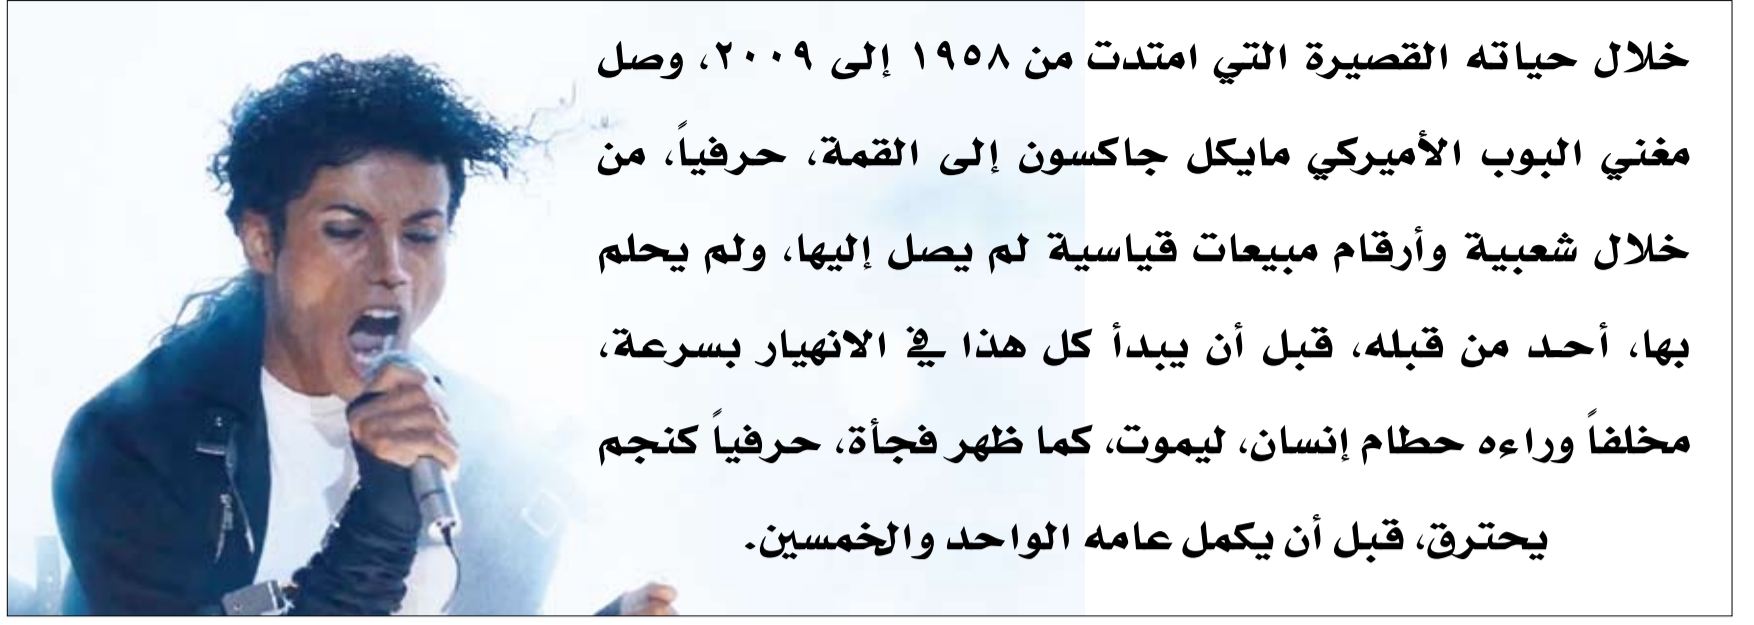 خلال حياته القصيرة التي امتدت من ١٩٥٨ إلى ٢٠٠٩، وصل
مغني البوب الأميركي مايكل جاكسون إلى القمة، حرفياً، من
خلال شعبية وأرقام مبيعات قياسية لم يصل إليها، ولم يحلم
بها، أحد من قبله، قبل أن يبدأ كل هذا في الانهيار بسرعة،
مخلفاً وراءه حطام إنسان، ليموت، كما ظهر فجأة، حرفياً كنجم
يحترق، قبل أن يكمل عامه الواحد والخمسين.